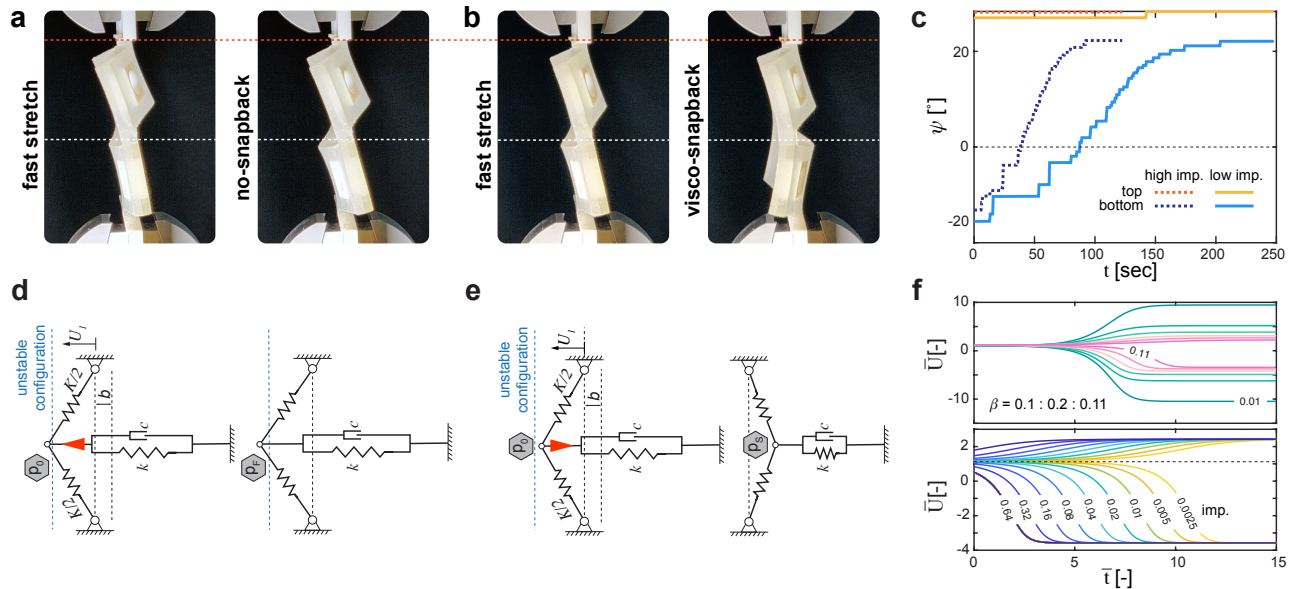 a
fast stretch
no-snapback
b
fast stretch
visco-snapback
c
20
0
-20
ψ [°]
high imp. low imp.
top
bottom
0 50 100 150 200 250
t [sec]
d
unstable
configuration
U₁
K/2
b
p₀
c
k
K/2
p_F
c
k
e
unstable
configuration
U₁
K/2
b
p₀
c
k
K/2
p_S
c
k
f
10
0
-10
U̅ [-]
0.11
0.01
β = 0.1 : 0.2 : 0.11
2
0
-4
U̅ [-]
0.64 0.32 0.16 0.08 0.04 0.02 0.01 0.005 0.0025
imp.
0 5 10 15
t̅ [-]